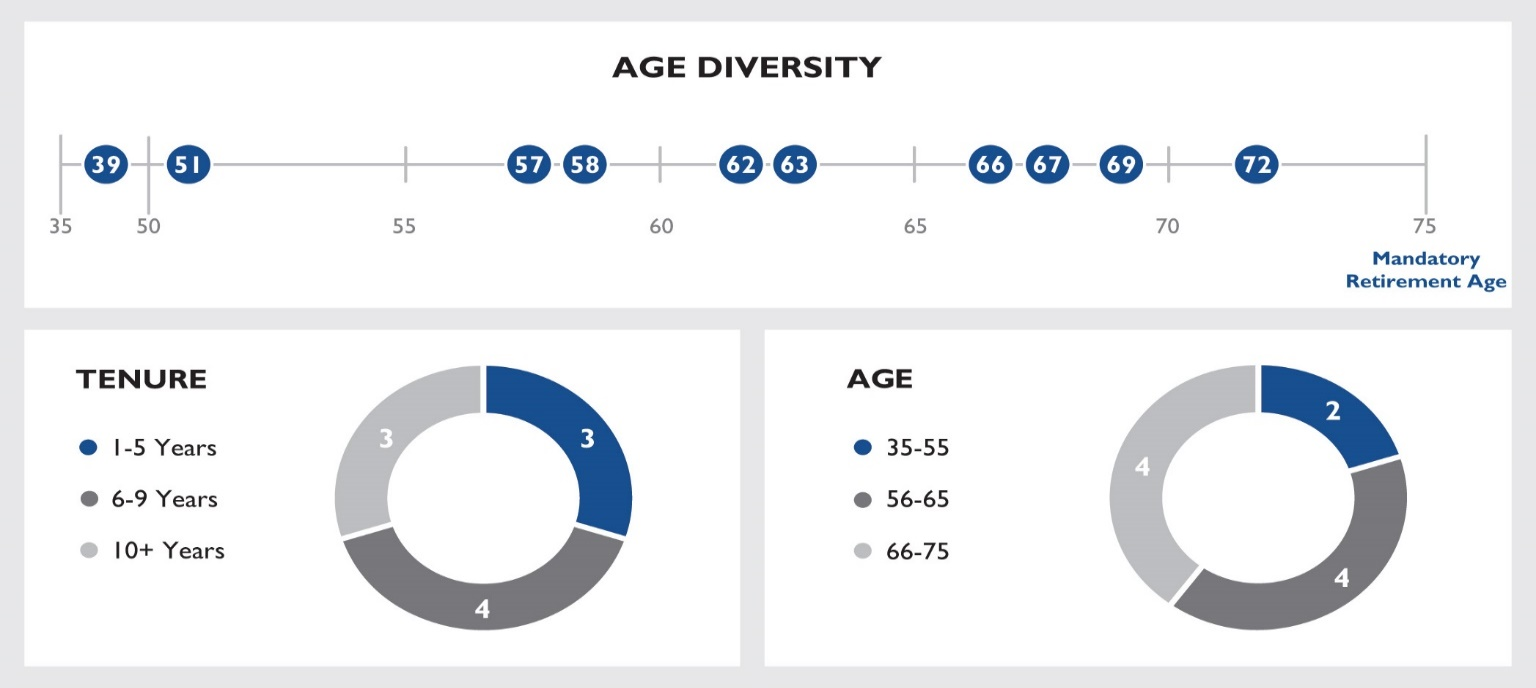 AGE DIVERSITY
39 51 57 58 62 63 66 67 69 72
35 50 55 60 65 70 75
Mandatory
Retirement Age
TENURE
1-5 Years
6-9 Years
10+ Years
3
3
4
AGE
35-55
56-65
66-75
2
4
4